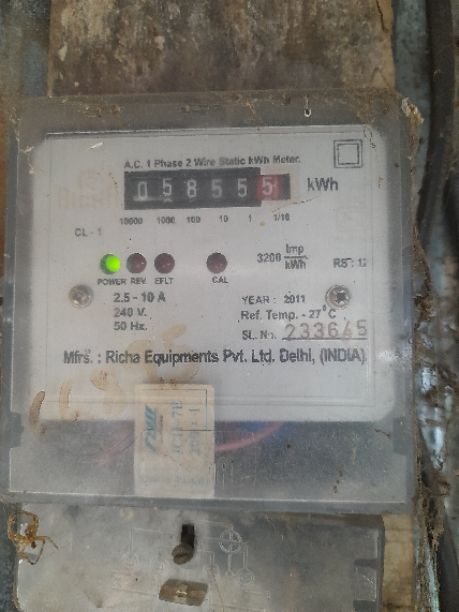 A.C. 1 Phase 2 Wire Static kWh Meter.
058555 kWh
10000 1000 100 10 1 1/10
CL - 1
3200 imp/kWh
POWER REV. EFLT CAL
2.5 - 10 A
240 V.
50 Hz.
YEAR : 2011
Ref. Temp. - 27°C
SL. No. 233645
Mfrs. : Richa Equipments Pvt. Ltd. Delhi, (INDIA)